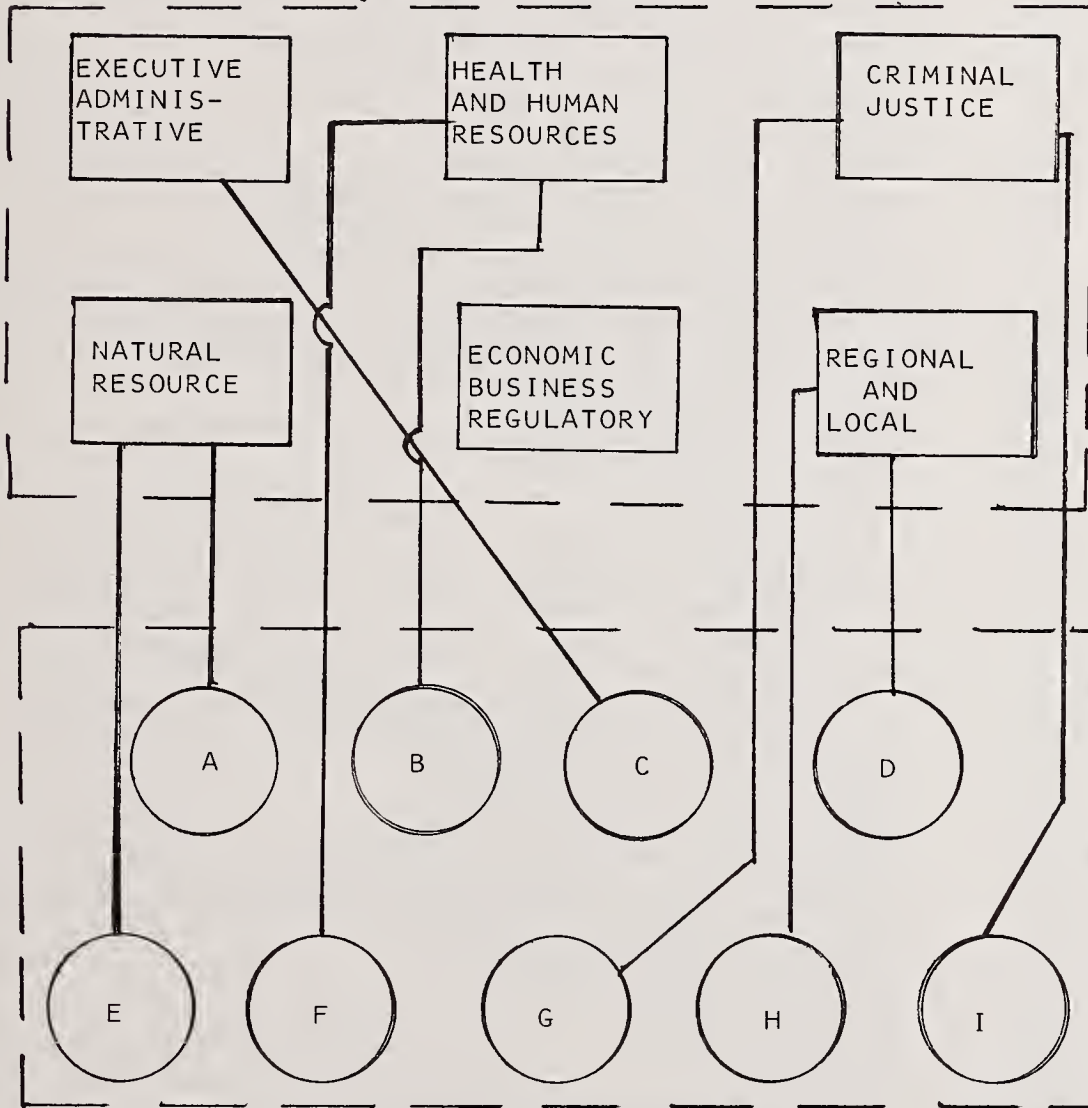 EXECUTIVE
ADMINIS-
TRATIVE
HEALTH
AND HUMAN
RESOURCES
CRIMINAL
JUSTICE
NATURAL
RESOURCE
ECONOMIC
BUSINESS
REGULATORY
REGIONAL
AND
LOCAL
A
B
C
D
E
F
G
H
I